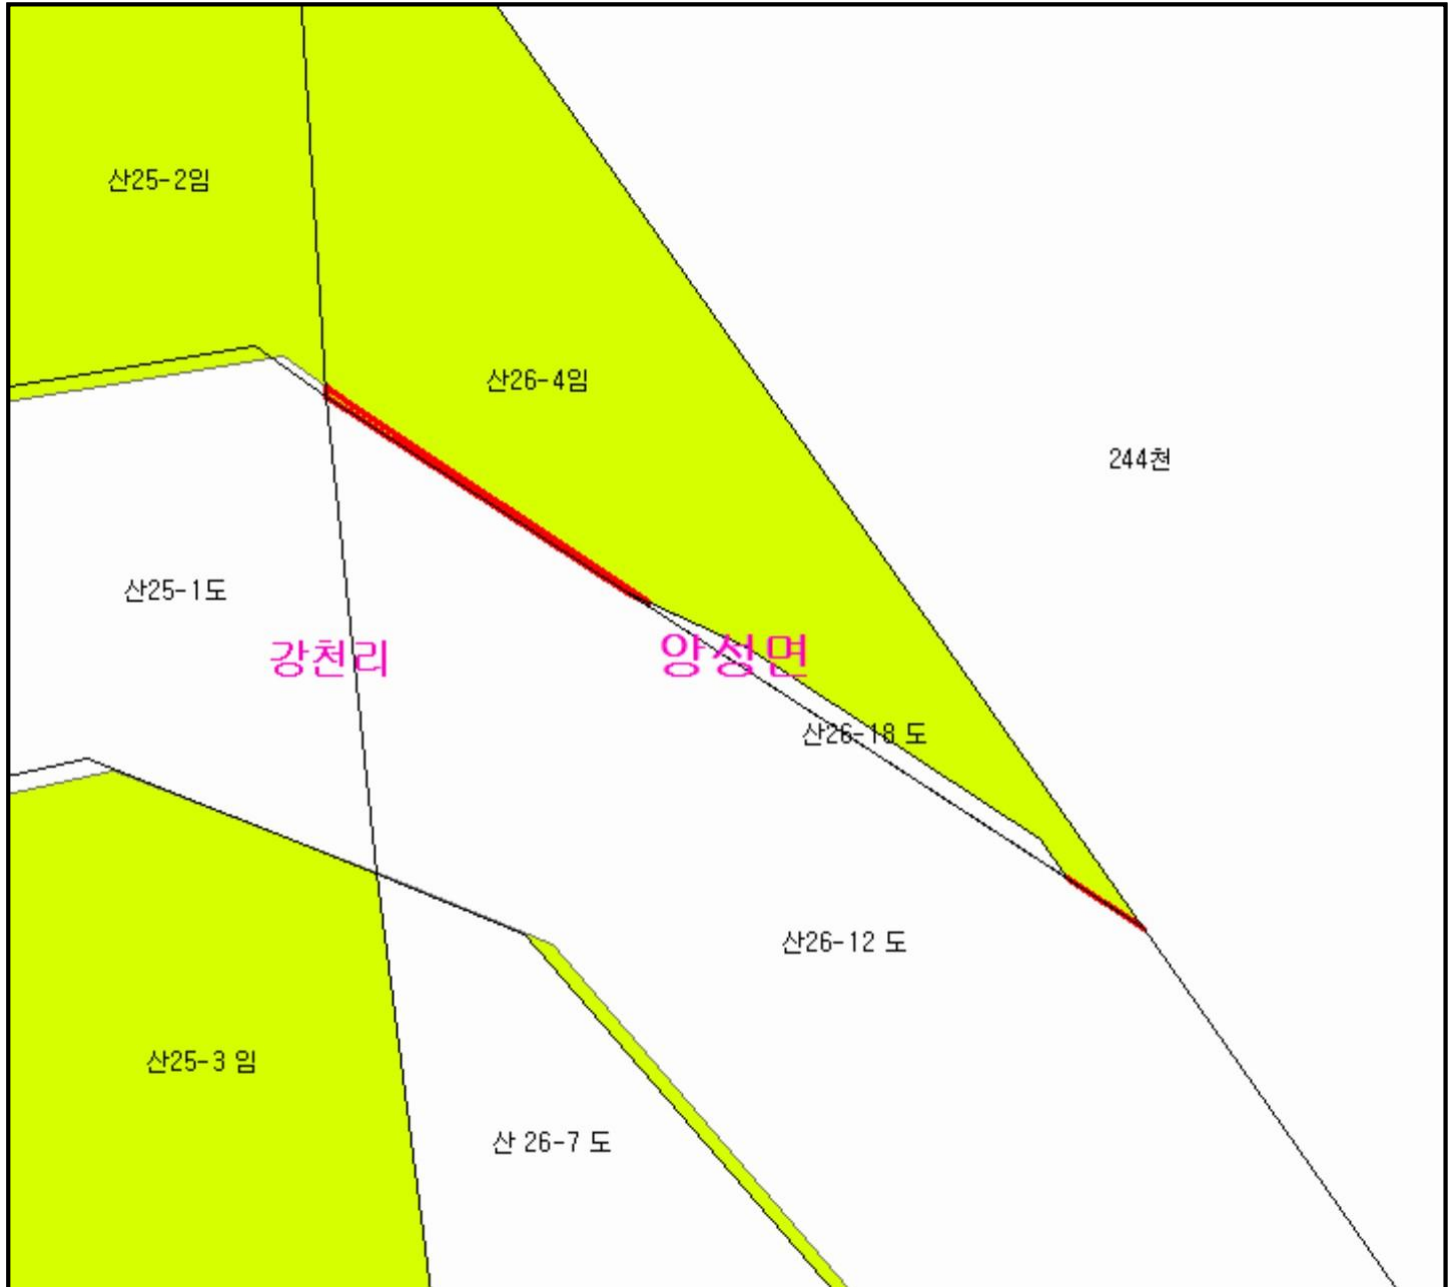 산25-2임
산26-4임
244천
산25-1도
강천리
앙성면
산26-18 도
산26-12 도
산25-3 임
산 26-7 도